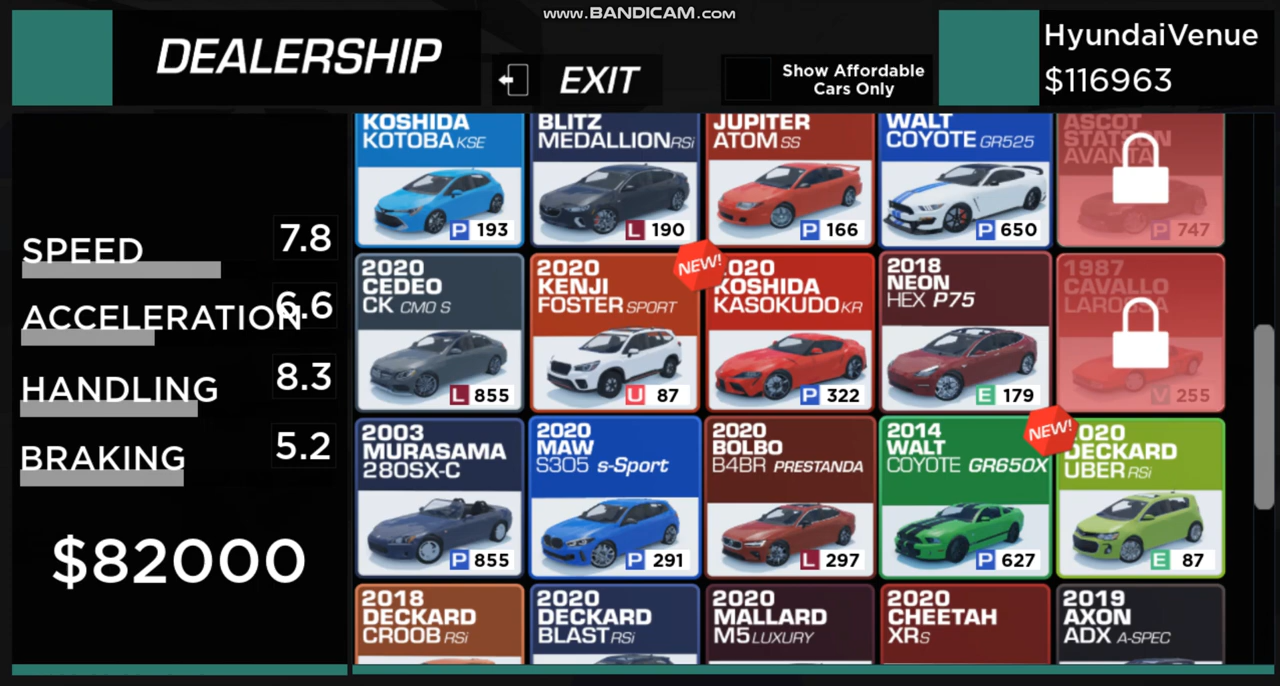 www.BANDICAM.com
DEALERSHIP
EXIT
Show Affordable
Cars Only
HyundaiVenue
$116963
SPEED
7.8
ACCELERATION
6.6
HANDLING
8.3
BRAKING
5.2
$82000
KOSHIDA
KOTOBA KSE
P 193
BLITZ
MEDALLION RSi
L 190
JUPITER
ATOM SS
P 166
WALT
COYOTE GR525
P 650
ASCOT
STATSON
AVANTA
P 747
2020
CEDEO
CK CM0 S
L 855
2020
KENJI
FOSTER SPORT
U 87
NEW!
2020
KOSHIDA
KASOKUDO KR
P 322
2018
NEON
HEX P75
E 179
1987
CAVALLO
V 255
2003
MURASAMA
280SX-C
P 855
2020
MAW
S305 s-Sport
P 291
2020
BOLBO
B4BR PRESTANDA
L 297
2014
WALT
COYOTE GR650X
P 627
NEW!
2020
DECKARD
UBER RSi
E 87
2018
DECKARD
CROOB RSi
2020
DECKARD
BLAST RSi
2020
MALLARD
M5 LUXURY
2020
CHEETAH
XRS
2019
AXON
ADX A-SPEC